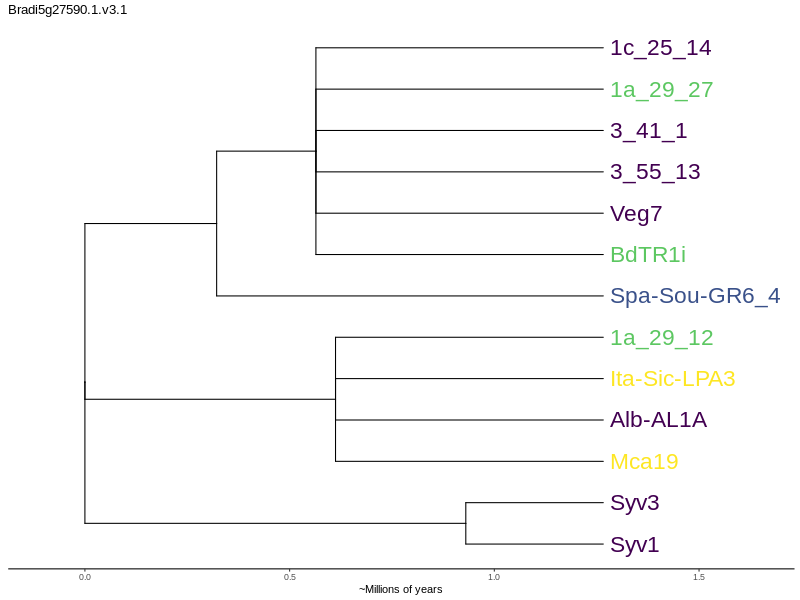 Bradi5g27590.1.v3.1
1c_25_14
1a_29_27
3_41_1
3_55_13
Veg7
BdTR1i
Spa-Sou-GR6_4
1a_29_12
Ita-Sic-LPA3
Alb-AL1A
Mca19
Syv3
Syv1
0.0 0.5 1.0 1.5
~Millions of years